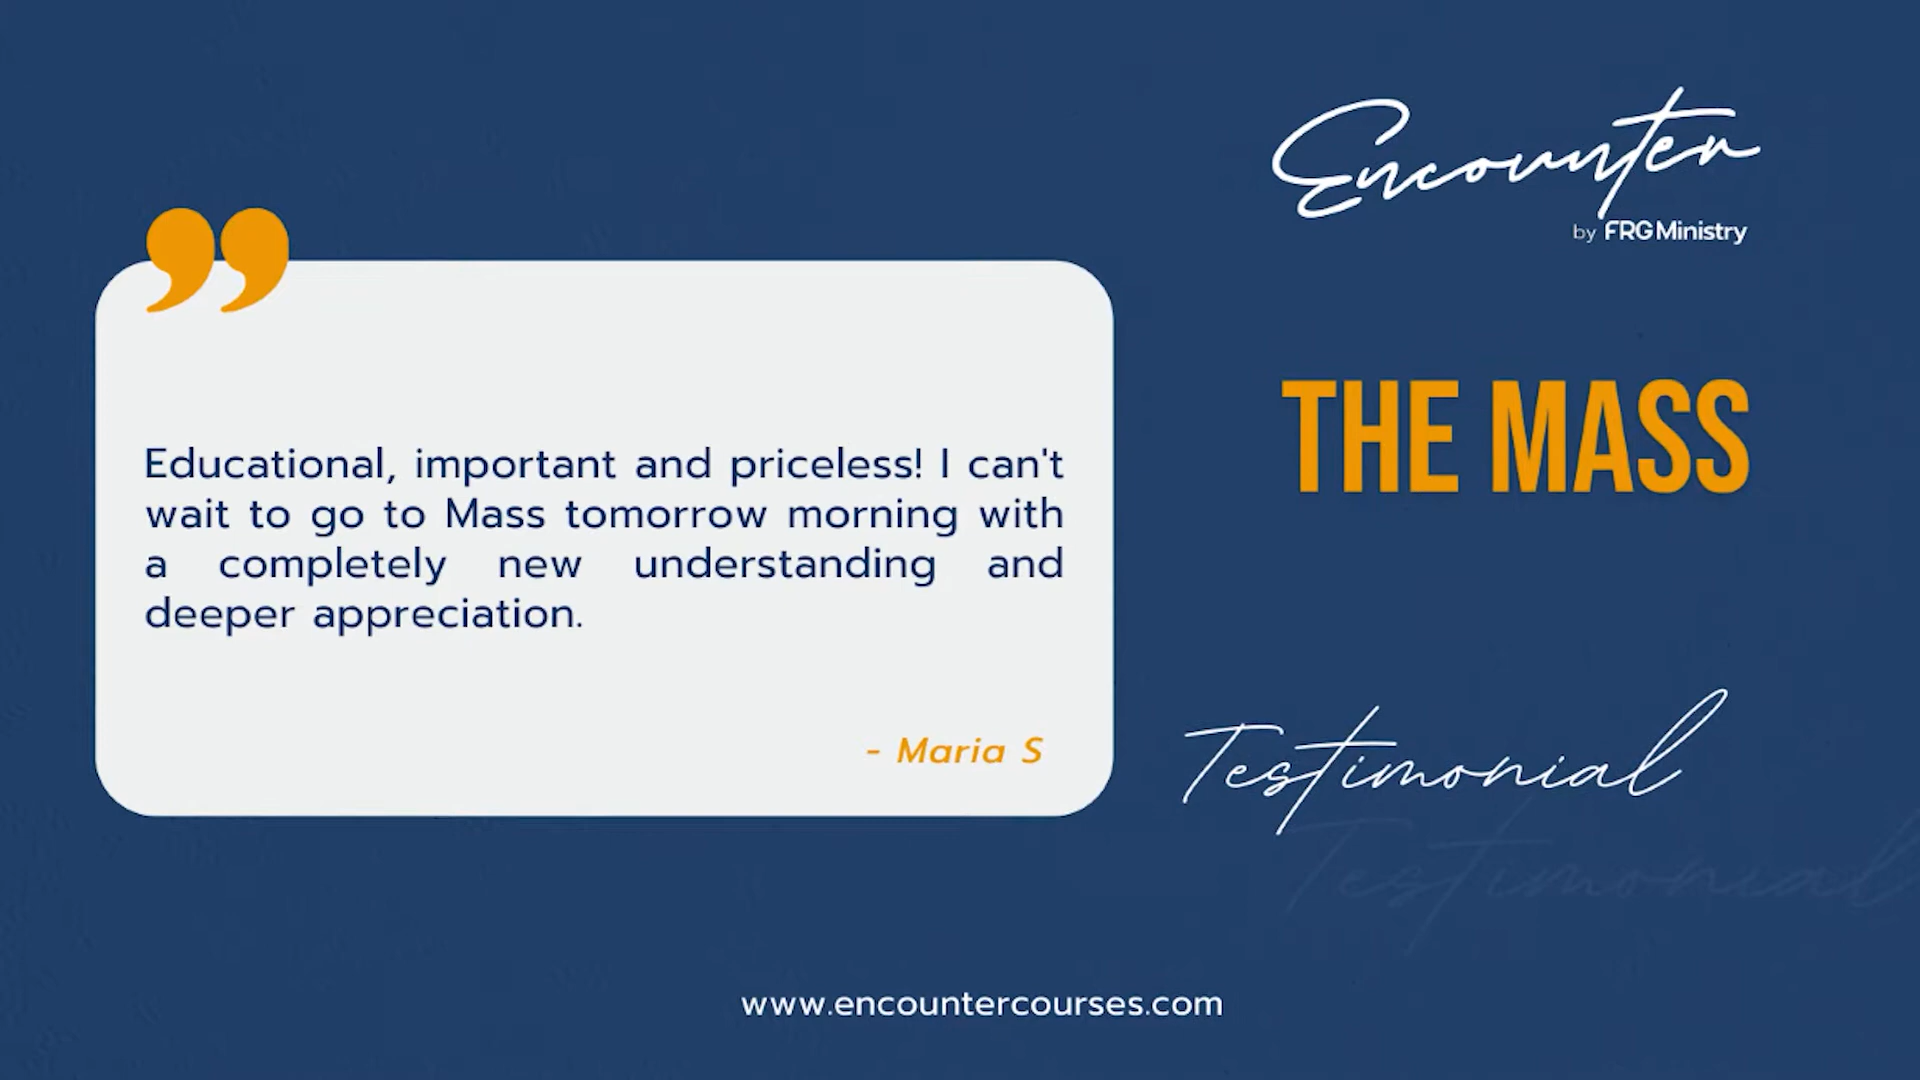 Encounter
by FRG Ministry
THE MASS
Educational, important and priceless! I can't
wait to go to Mass tomorrow morning with
a completely new understanding and
deeper appreciation.
- Maria S
Testimonial
Testimonial
www.encountercourses.com